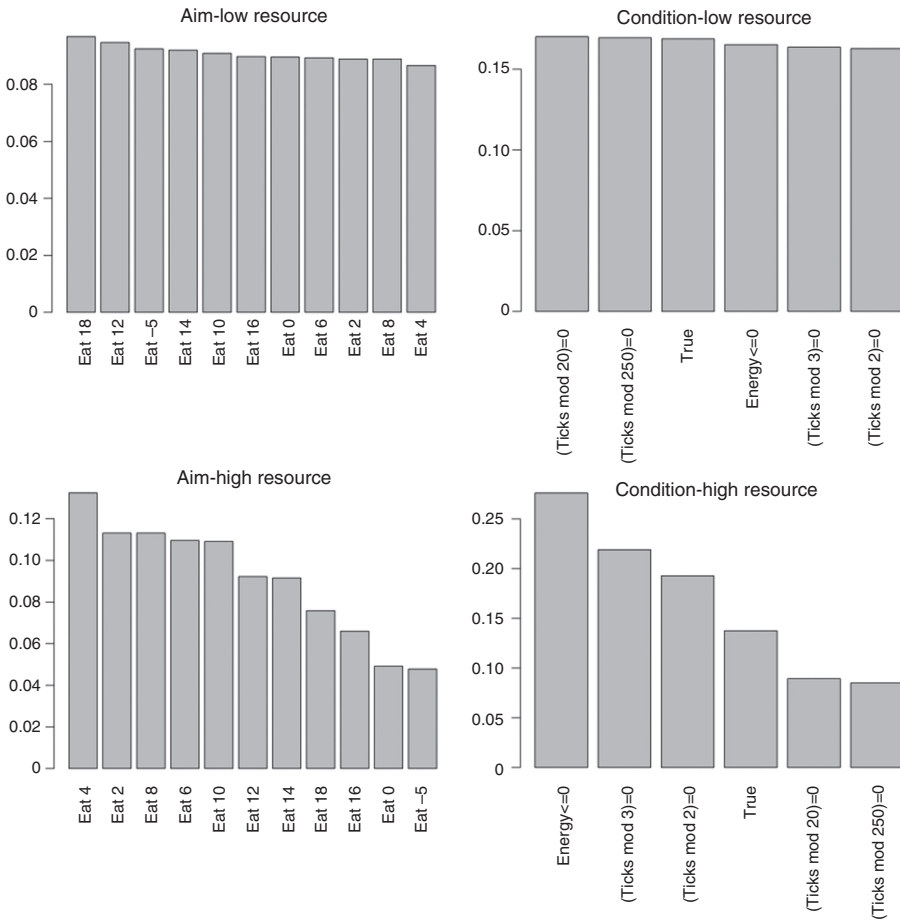 Aim-low resource
0.08
0.06
0.04
0.02
0
Eat 18
Eat 12
Eat –5
Eat 14
Eat 10
Eat 16
Eat 0
Eat 6
Eat 2
Eat 8
Eat 4
Condition-low resource
0.15
0.10
0.05
0
(Ticks mod 20)=0
(Ticks mod 250)=0
True
Energy<=0
(Ticks mod 3)=0
(Ticks mod 2)=0
Aim-high resource
0.12
0.10
0.08
0.06
0.04
0.02
0
Eat 4
Eat 2
Eat 8
Eat 6
Eat 10
Eat 12
Eat 14
Eat 18
Eat 16
Eat 0
Eat –5
Condition-high resource
0.25
0.20
0.15
0.10
0.05
0
Energy<=0
(Ticks mod 3)=0
(Ticks mod 2)=0
True
(Ticks mod 20)=0
(Ticks mod 250)=0